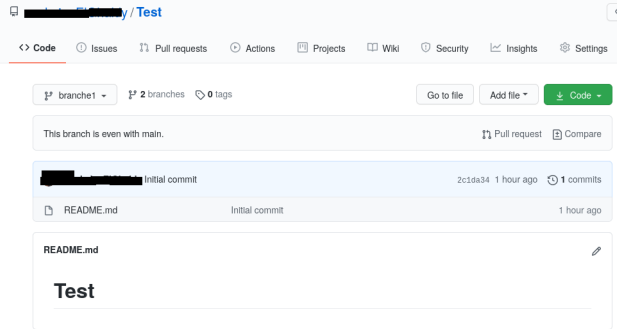 / Test
Code Issues Pull requests Actions Projects Wiki Security Insights Settings
branche1 2 branches 0 tags Go to file Add file Code
This branch is even with main. Pull request Compare
Initial commit 2c1da34 1 hour ago 1 commits
README.md Initial commit 1 hour ago
README.md
Test